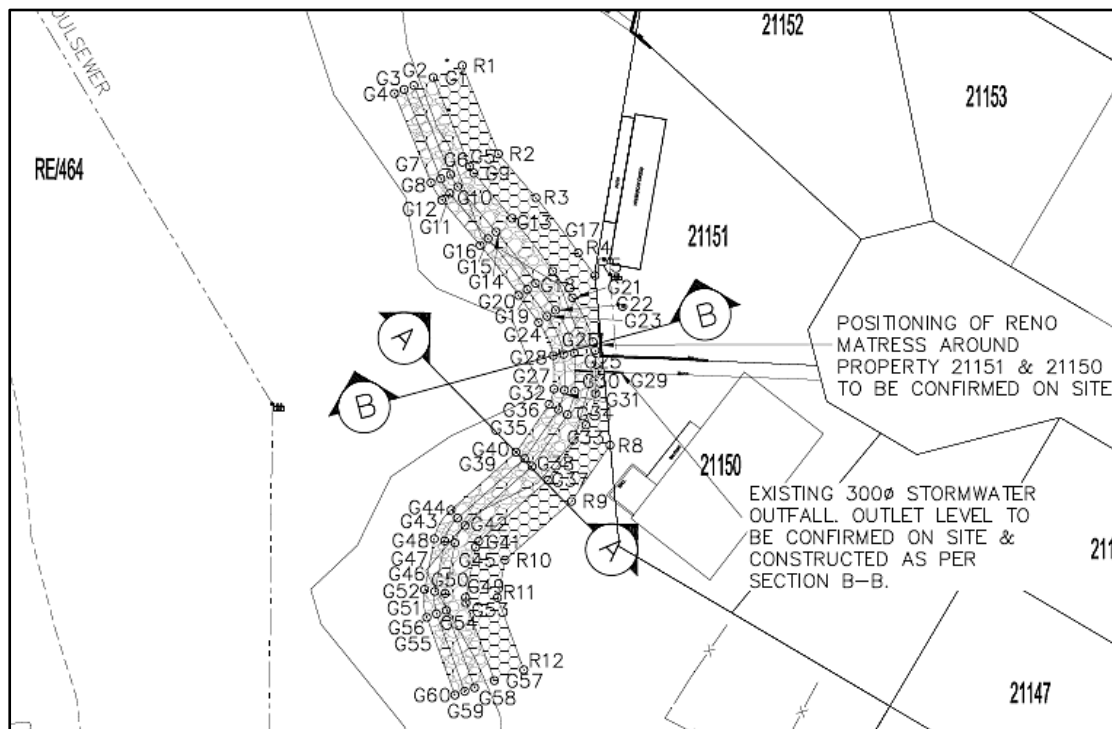 OULSEWER
21152
21153
RE/464
G3
G2
G1
R1
G4
R2
G7
G6
G5
G8
G9
R3
G12
G10
G11
G13
21151
G17
R4
G16
G15
G14
G18
G21
G20
G22
G19
G23
B
G24
A
POSITIONING OF RENO
MATRESS AROUND
PROPERTY 21151 & 21150
TO BE CONFIRMED ON SITE
G28
G25
G27
G30
G29
B
G32
G31
G36
G34
G35
G33
R8
G40
G39
G38
21150
G37
R9
EXISTING 300ø STORMWATER
OUTFALL. OUTLET LEVEL TO
BE CONFIRMED ON SITE &
CONSTRUCTED AS PER
SECTION B-B.
G44
G43
G42
G48
G41
A
G47
G45
R10
G46
G50
G49
G52
R11
G51
G53
G54
G56
G55
R12
G57
G60
G58
G59
21147